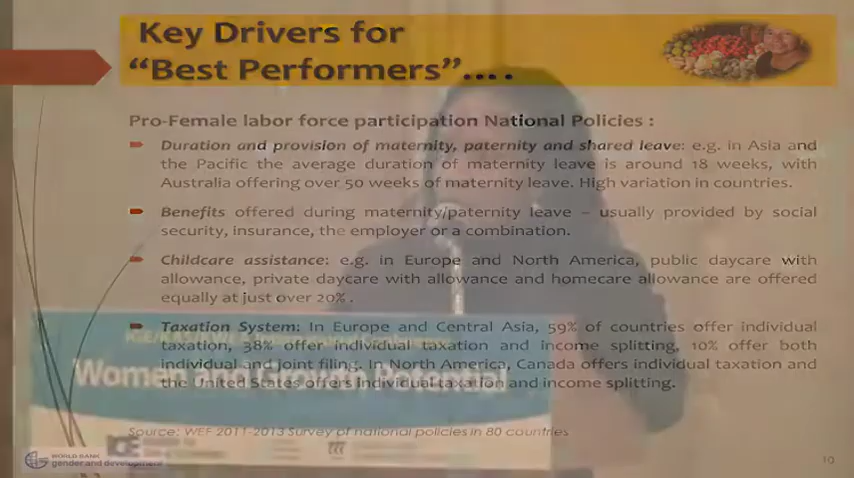 Key Drivers for
“Best Performers”….
Pro-Female labor force participation National Policies :
Duration and provision of maternity, paternity and shared leave: e.g. in Asia and
the Pacific the average duration of maternity leave is around 18 weeks, with
Australia offering over 50 weeks of maternity leave. High variation in countries.
Benefits offered during maternity/paternity leave – usually provided by social
security, insurance, the employer or a combination.
Childcare assistance: e.g. in Europe and North America, public daycare with
allowance, private daycare with allowance and homecare allowance are offered
equally at just over 20% .
Taxation System: In Europe and Central Asia, 59% of countries offer individual
taxation, 38% offer individual taxation and income splitting, 10% offer both
individual and joint filing. In North America, Canada offers individual taxation and
the United States offers individual taxation and income splitting.
Women and Growth Potential
Source: WEF 2011-2013 Survey of national policies in 80 countries
WORLD BANK
gender and development
10